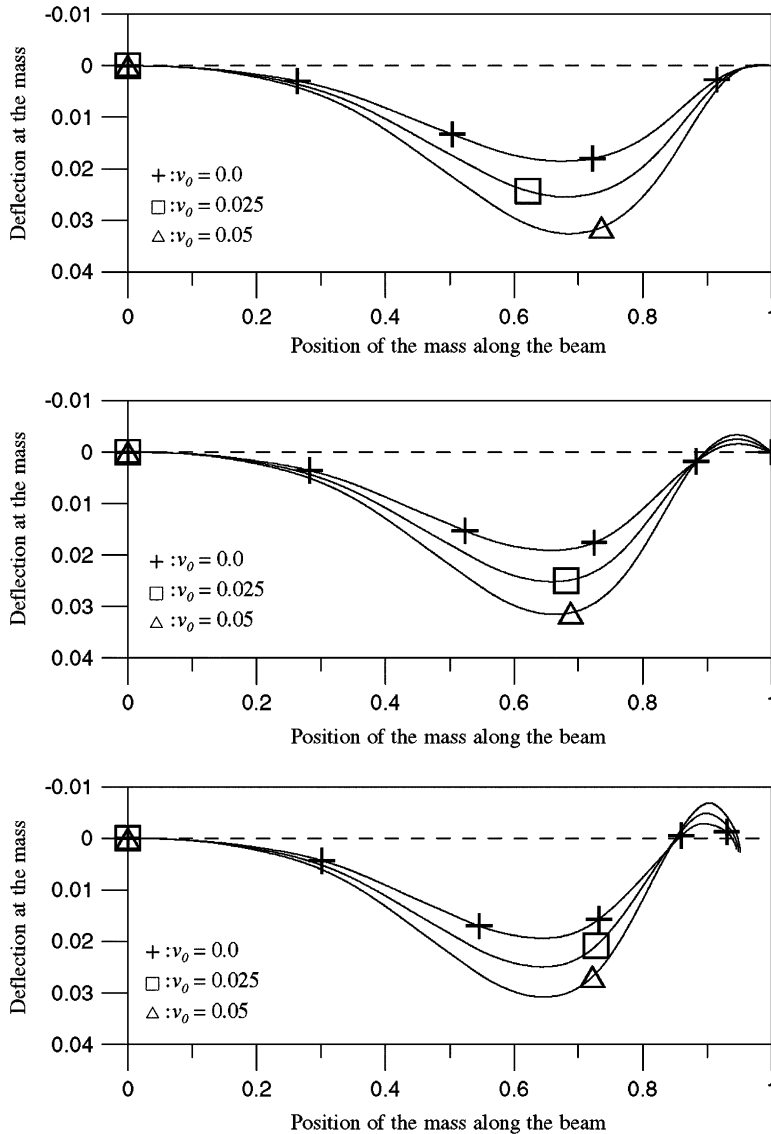 -0.01
0
0.01
0.02
0.03
0.04
Deflection at the mass
+ :v₀ = 0.0
□ :v₀ = 0.025
△ :v₀ = 0.05
0 0.2 0.4 0.6 0.8 1
Position of the mass along the beam
-0.01
0
0.01
0.02
0.03
0.04
Deflection at the mass
+ :v₀ = 0.0
□ :v₀ = 0.025
△ :v₀ = 0.05
0 0.2 0.4 0.6 0.8 1
Position of the mass along the beam
-0.01
0
0.01
0.02
0.03
0.04
Deflection at the mass
+ :v₀ = 0.0
□ :v₀ = 0.025
△ :v₀ = 0.05
0 0.2 0.4 0.6 0.8 1
Position of the mass along the beam